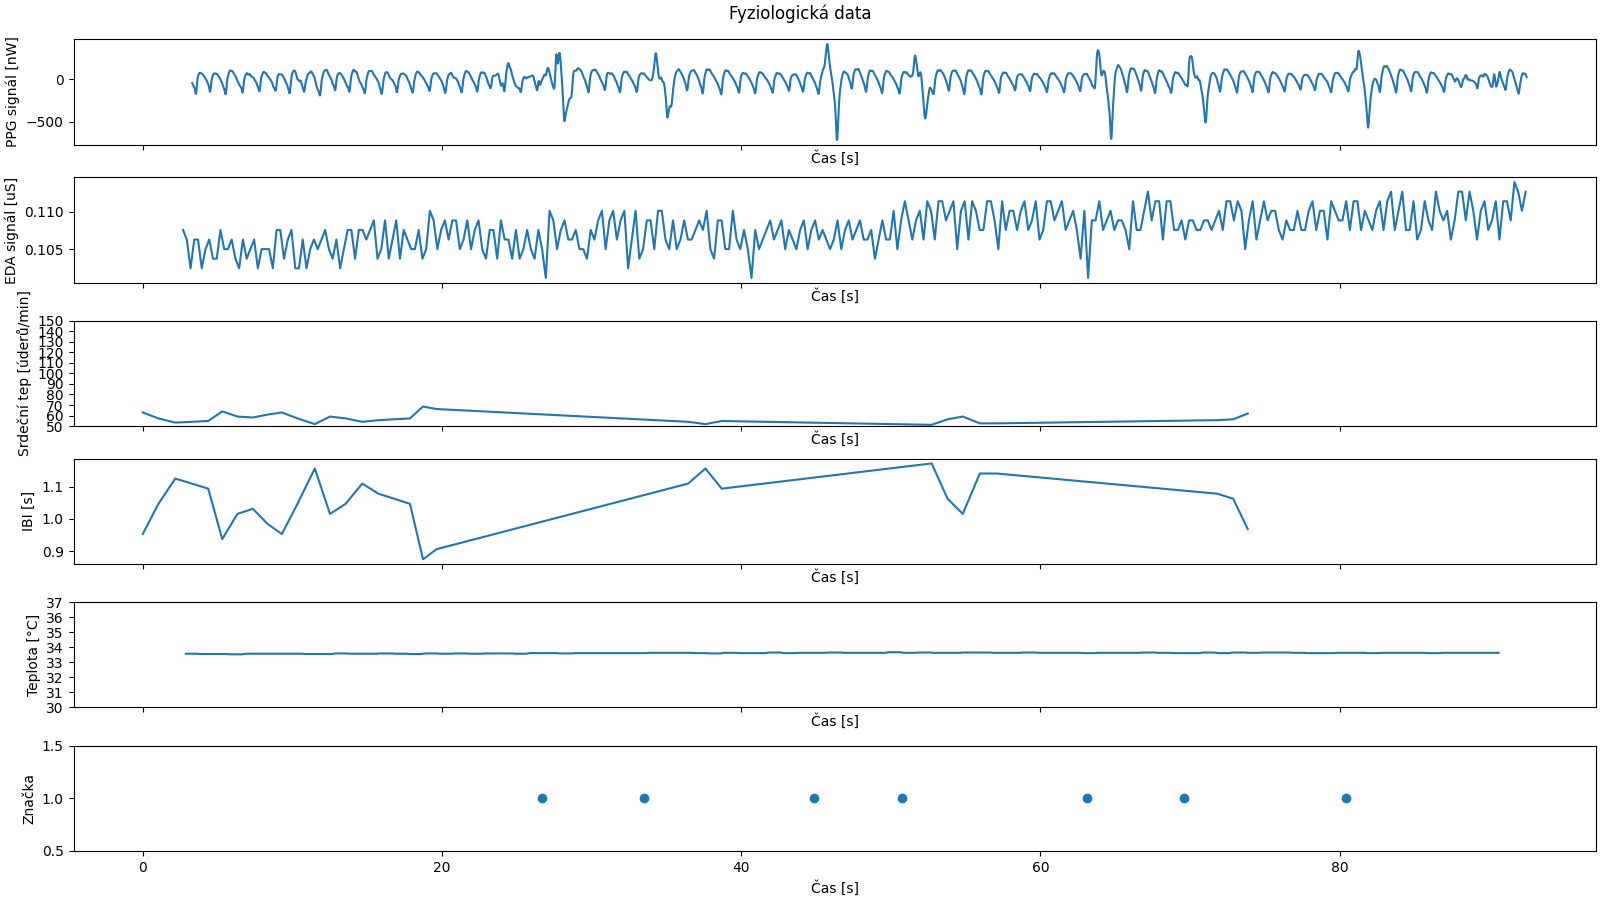 Fyziologická data
PPG signál [nW]
0
−500
Čas [s]
EDA signál [uS]
0.110
0.105
Čas [s]
Srdeční tep [úderů/min]
150
140
130
120
110
100
90
80
70
60
50
Čas [s]
IBI [s]
1.1
1.0
0.9
Čas [s]
Teplota [°C]
37
36
35
34
33
32
31
30
Čas [s]
Značka
1.5
1.0
0.5
0 20 40 60 80
Čas [s]